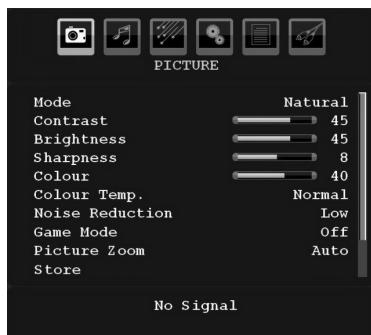 PICTURE
Mode Natural
Contrast 45
Brightness 45
Sharpness 8
Colour 40
Colour Temp. Normal
Noise Reduction Low
Game Mode Off
Picture Zoom Auto
Store
No Signal